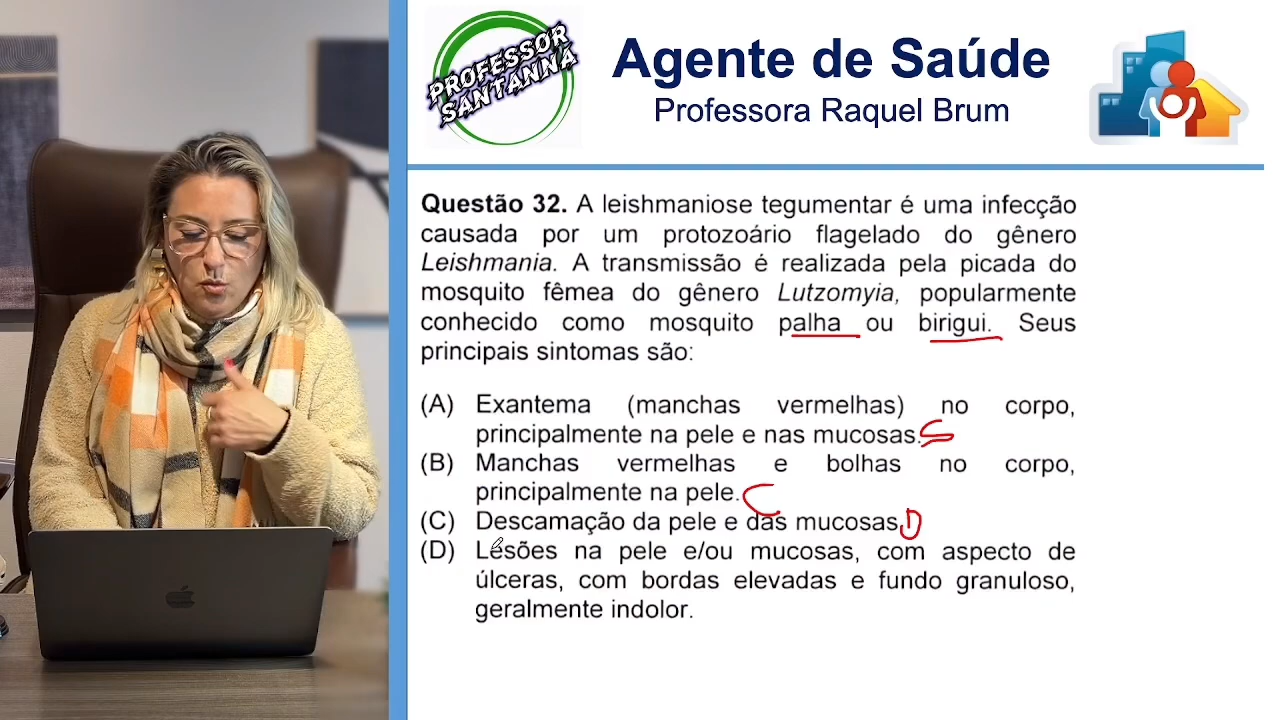 PROFESSOR
SANTANNA
Agente de Saúde
Professora Raquel Brum
Questão 32. A leishmaniose tegumentar é uma infecção
causada por um protozoário flagelado do gênero
Leishmania. A transmissão é realizada pela picada do
mosquito fêmea do gênero Lutzomyia, popularmente
conhecido como mosquito palha ou birigui. Seus
principais sintomas são:
(A) Exantema (manchas vermelhas) no corpo,
principalmente na pele e nas mucosas. S
(B) Manchas vermelhas e bolhas no corpo,
principalmente na pele. C
(C) Descamação da pele e das mucosas. D
(D) Lesões na pele e/ou mucosas, com aspecto de
úlceras, com bordas elevadas e fundo granuloso,
geralmente indolor.